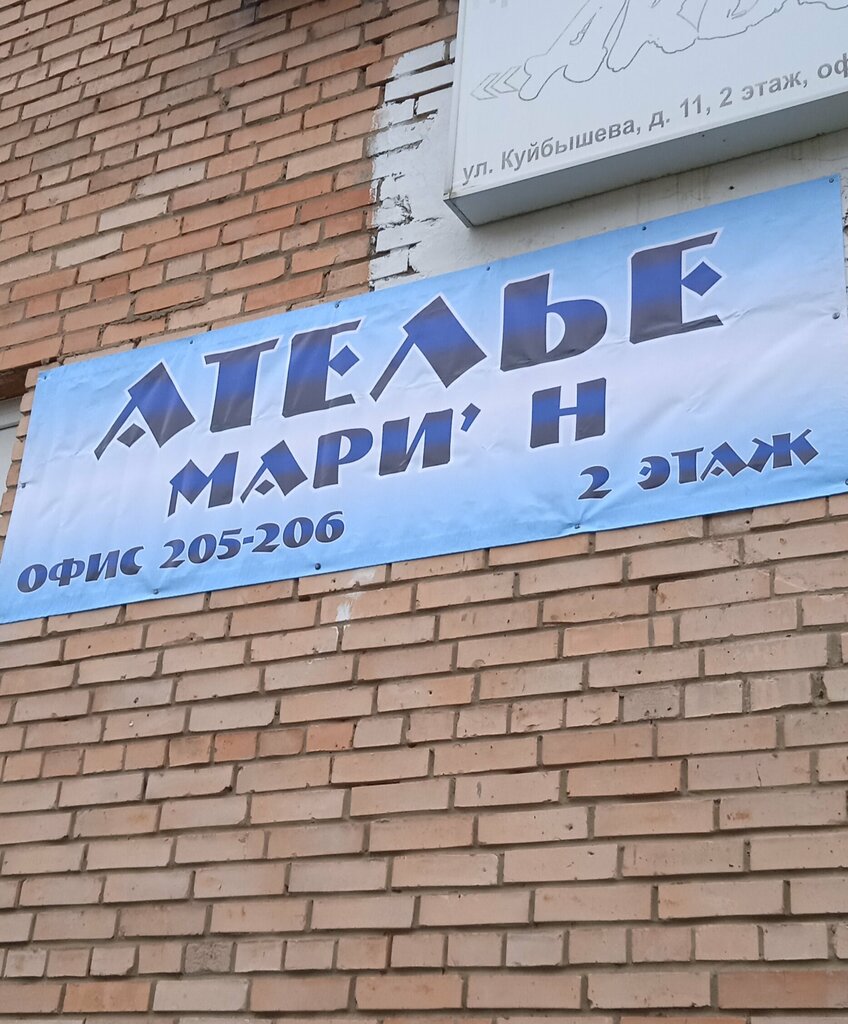 ул. Куйбышева, д. 11, 2 этаж,
АТЕЛЬЕ
МАРИ' Н
2 ЭТАЖ
ОФИС 205-206